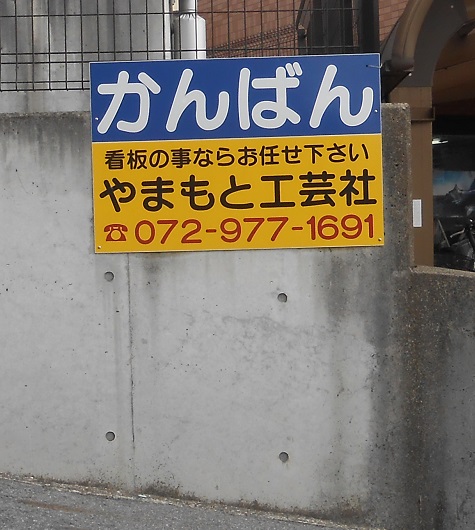 かんばん
看板の事ならお任せ下さい
やまもと工芸社
☎072-977-1691